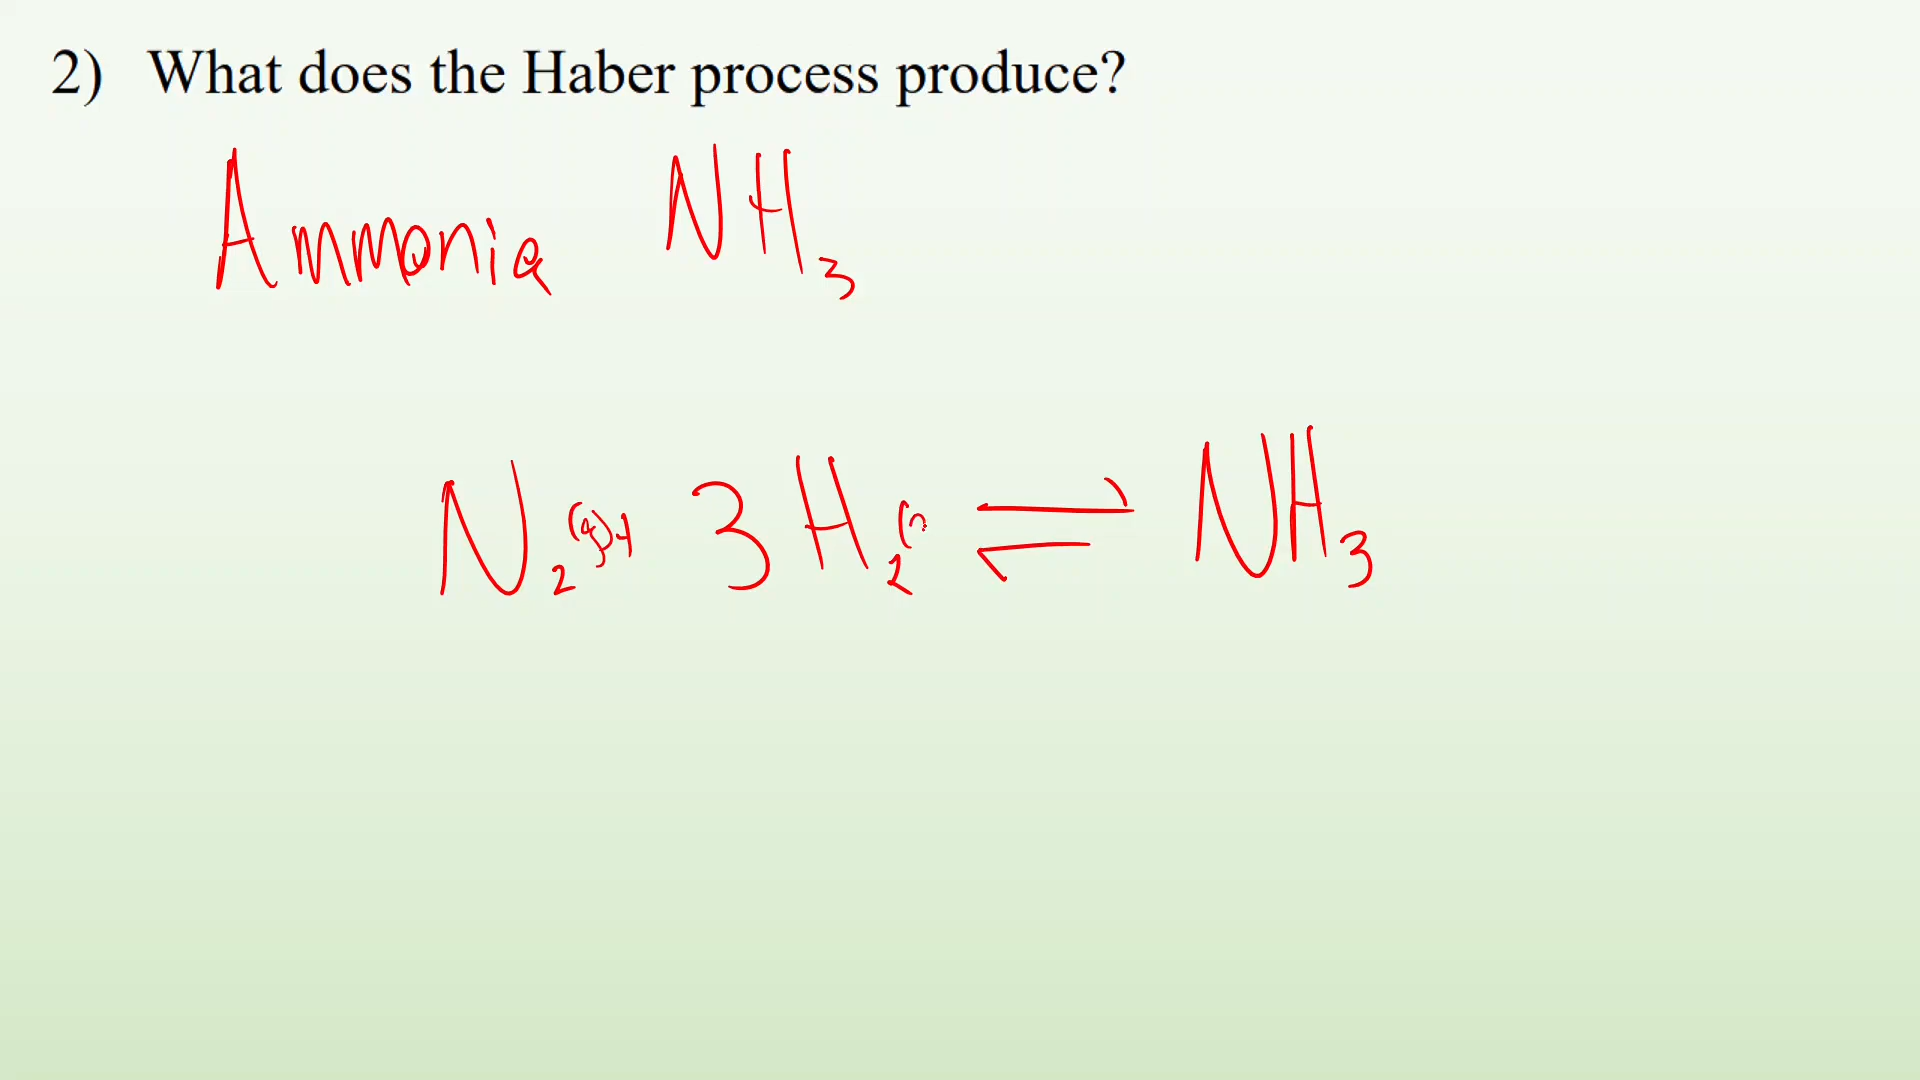 2) What does the Haber process produce?
Ammonia NH₃
N₂(g) + 3H₂( ⇌ NH₃